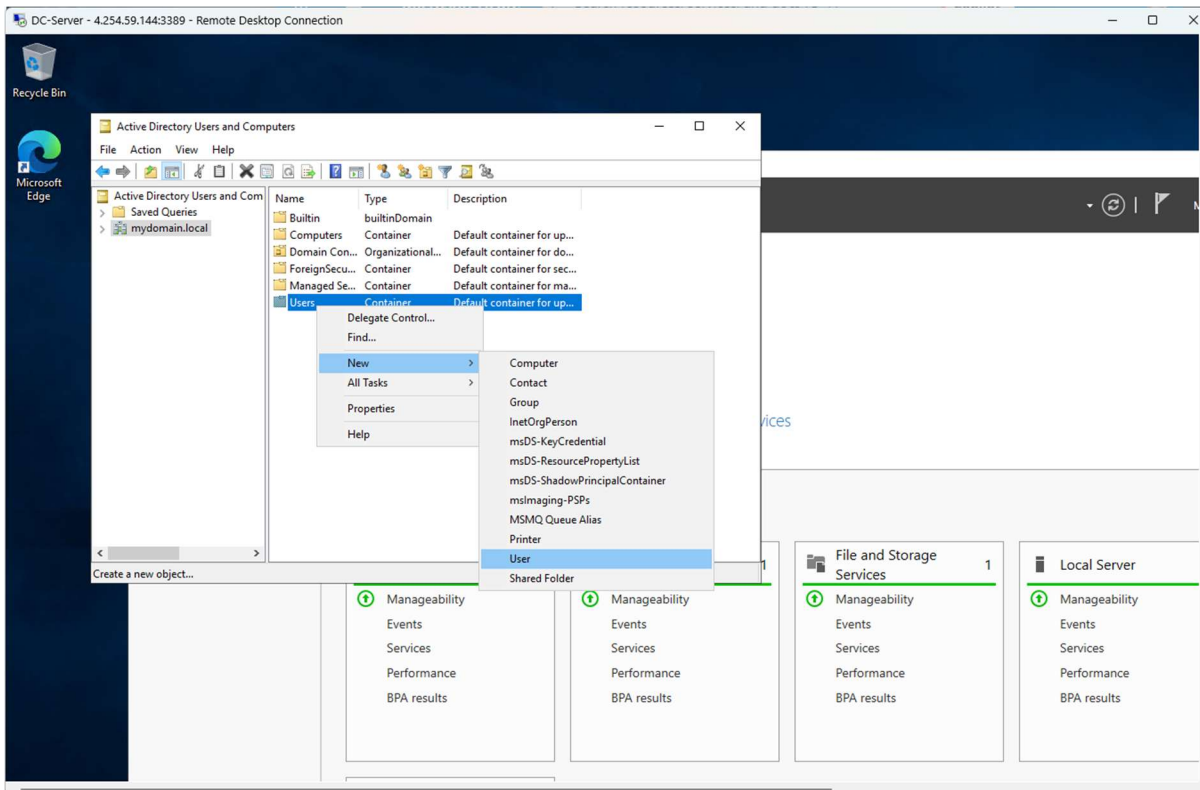 DC-Server - 4.254.59.144:3389 - Remote Desktop Connection
Recycle Bin
Microsoft
Edge
Active Directory Users and Computers
File Action View Help
Active Directory Users and Com
Saved Queries
mydomain.local
Name Type Description
Builtin builtinDomain
Computers Container Default container for up...
Domain Con... Organizational... Default container for do...
ForeignSecu... Container Default container for sec...
Managed Se... Container Default container for ma...
Users Container Default container for up...
Delegate Control...
Find...
New
All Tasks
Properties
Help
Computer
Contact
Group
InetOrgPerson
msDS-KeyCredential
msDS-ResourcePropertyList
msDS-ShadowPrincipalContainer
msImaging-PSPs
MSMQ Queue Alias
Printer
User
Shared Folder
Create a new object...
vices
1
File and Storage
Services
1
Local Server
Manageability
Events
Services
Performance
BPA results
Manageability
Events
Services
Performance
BPA results
Manageability
Events
Services
Performance
BPA results
Manageability
Events
Services
Performance
BPA results